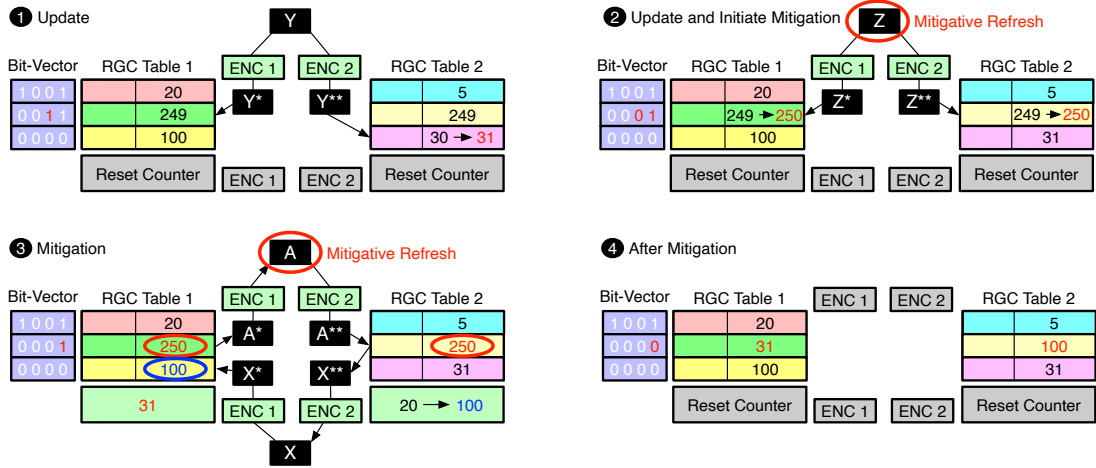 1 Update
Y
Bit-Vector RGC Table 1 ENC 1 ENC 2 RGC Table 2
1 0 0 1 20 Y* Y** 5
0 0 1 1 249 249
0 0 0 0 100 30 → 31
Reset Counter ENC 1 ENC 2 Reset Counter
2 Update and Initiate Mitigation
Z Mitigative Refresh
Bit-Vector RGC Table 1 ENC 1 ENC 2 RGC Table 2
1 0 0 1 20 Z* Z** 5
0 0 0 1 249 → 250 249 → 250
0 0 0 0 100 31
Reset Counter ENC 1 ENC 2 Reset Counter
3 Mitigation
A Mitigative Refresh
Bit-Vector RGC Table 1 ENC 1 ENC 2 RGC Table 2
1 0 0 1 20 A* A** 5
0 0 0 1 250 250
0 0 0 0 100 X* X** 31
31 ENC 1 ENC 2 20 → 100
X
4 After Mitigation
Bit-Vector RGC Table 1 ENC 1 ENC 2 RGC Table 2
1 0 0 1 20 5
0 0 0 0 31 100
0 0 0 0 100 31
Reset Counter ENC 1 ENC 2 Reset Counter